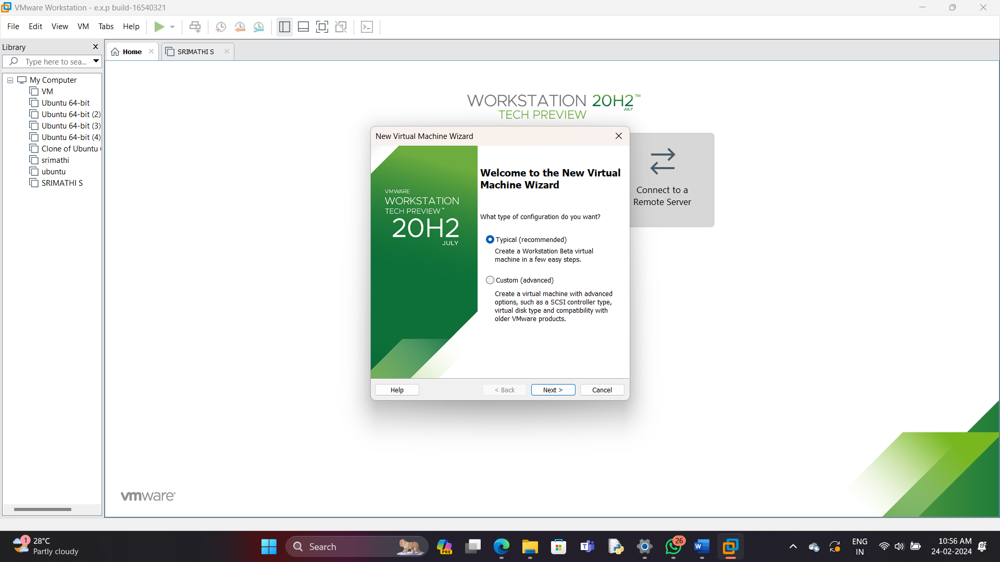 VMware Workstation - e.x.p build-16540321
File Edit View VM Tabs Help
Library
Type here to sea...
My Computer
VM
Ubuntu 64-bit
Ubuntu 64-bit (2)
Ubuntu 64-bit (3)
Ubuntu 64-bit (4)
Clone of Ubuntu
srimathi
ubuntu
SRIMATHI S
Home
SRIMATHI S
WORKSTATION 20H2™
JULY
TECH PREVIEW
New Virtual Machine Wizard
VMWARE
WORKSTATION
TECH PREVIEW™
20H2
JULY
Welcome to the New Virtual
Machine Wizard
What type of configuration do you want?
Typical (recommended)
Create a Workstation Beta virtual
machine in a few easy steps.
Custom (advanced)
Create a virtual machine with advanced
options, such as a SCSI controller type,
virtual disk type and compatibility with
older VMware products.
Help
< Back
Next >
Cancel
Connect to a
Remote Server
vmware®
1
28°C
Partly cloudy
Search
PRE
26
ENG
IN
10:56 AM
24-02-2024